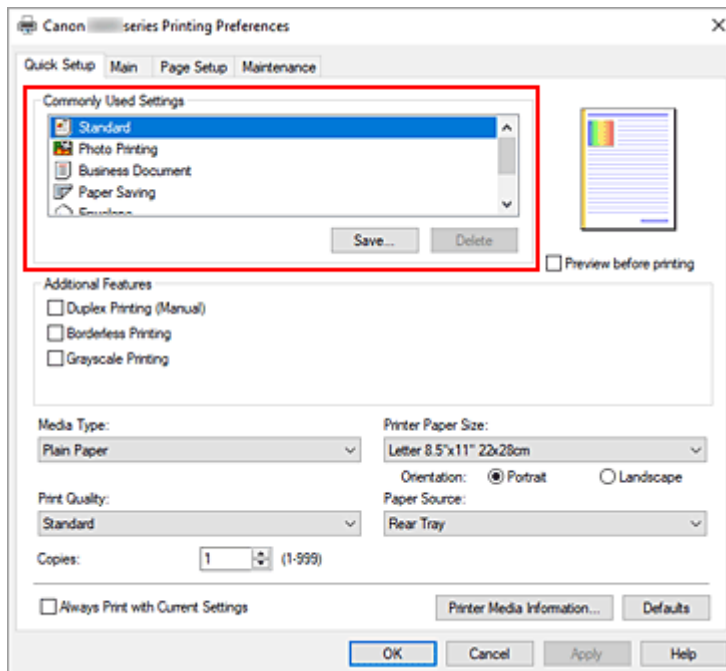 Canon series Printing Preferences
Quick Setup Main Page Setup Maintenance
Commonly Used Settings
Standard
Photo Printing
Business Document
Paper Saving
Save... Delete
Preview before printing
Additional Features
Duplex Printing (Manual)
Borderless Printing
Grayscale Printing
Media Type: Printer Paper Size:
Plain Paper Letter 8.5"x11" 22x28cm
Orientation: Portrait Landscape
Print Quality: Paper Source:
Standard Rear Tray
Copies: 1 (1-999)
Always Print with Current Settings Printer Media Information... Defaults
OK Cancel Apply Help